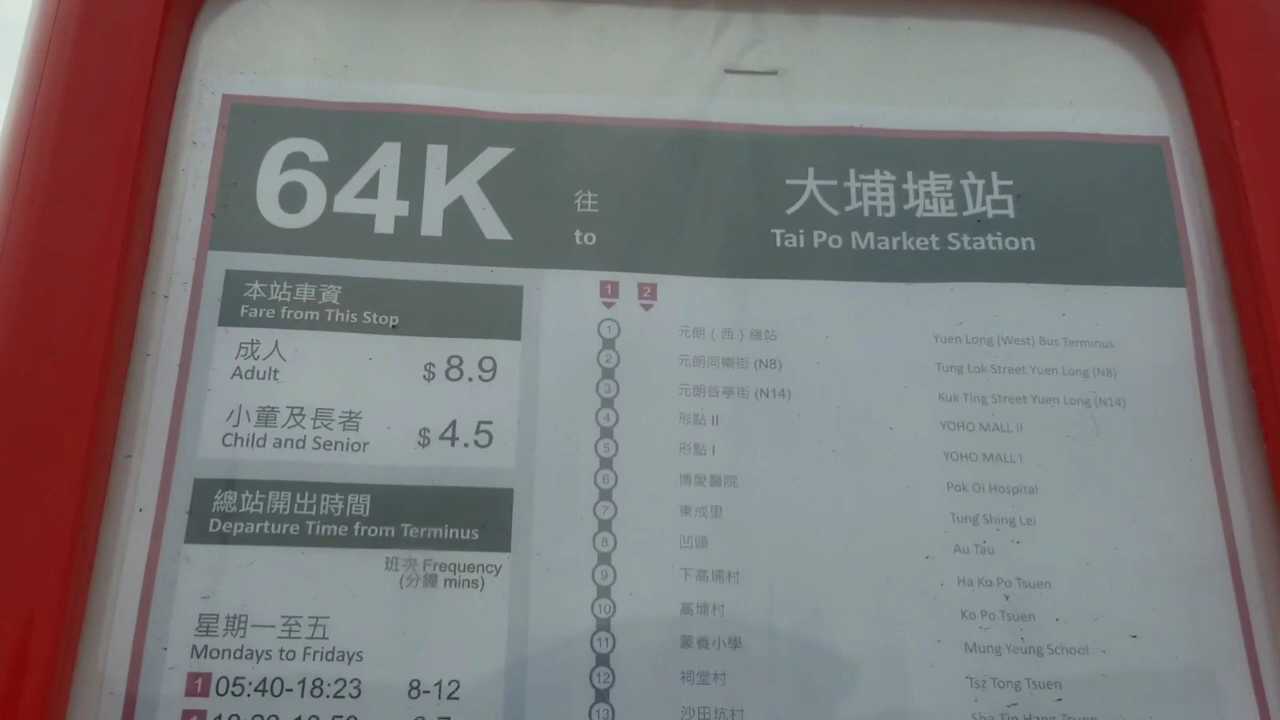 64K
往
to
大埔墟站
Tai Po Market Station
本站車資
Fare from This Stop
成人
Adult
$ 8.9
小童及長者
Child and Senior
$ 4.5
總站開出時間
Departure Time from Terminus
班次 Frequency
(分鐘 mins)
星期一至五
Mondays to Fridays
1 05:40-18:23 8-12
1 2
1 元朗（西）總站 Yuen Long (West) Bus Terminus
2 元朗同樂街 (N8) Tung Lok Street Yuen Long (N8)
3 元朗谷亭街 (N14) Kuk Ting Street Yuen Long (N14)
4 形點 II YOHO MALL II
5 形點 I YOHO MALL I
6 博愛醫院 Pok Oi Hospital
7 東成里 Tung Shing Lei
8 凹頭 Au Tau
9 下高埔村 Ha Ko Po Tsuen
10 高埔村 Ko Po Tsuen
11 蒙養小學 Mung Yeung School
12 祠堂村 Tsz Tong Tsuen
13 沙田坑村 Sha Tin Hang Tsuen